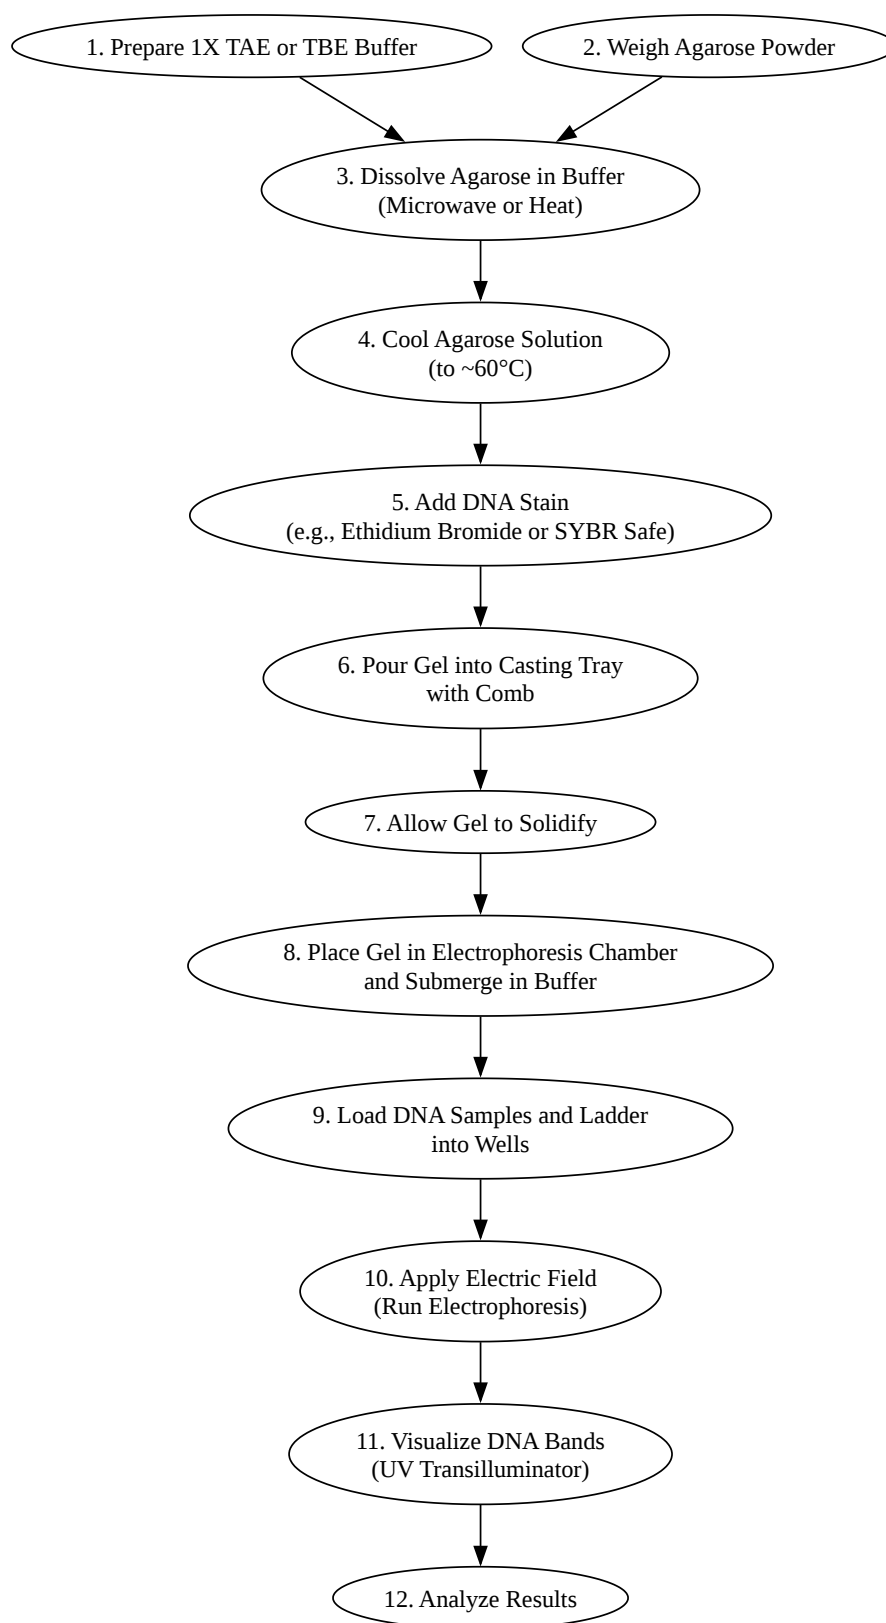 1. Prepare 1X TAE or TBE Buffer
2. Weigh Agarose Powder
3. Dissolve Agarose in Buffer
(Microwave or Heat)
4. Cool Agarose Solution
(to ~60°C)
5. Add DNA Stain
(e.g., Ethidium Bromide or SYBR Safe)
6. Pour Gel into Casting Tray
with Comb
7. Allow Gel to Solidify
8. Place Gel in Electrophoresis Chamber
and Submerge in Buffer
9. Load DNA Samples and Ladder
into Wells
10. Apply Electric Field
(Run Electrophoresis)
11. Visualize DNA Bands
(UV Transilluminator)
12. Analyze Results